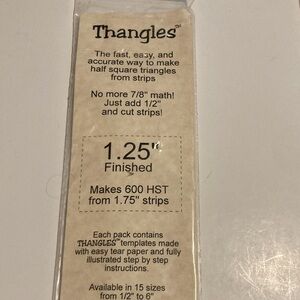 Thangles™
The fast, easy, and
accurate way to make
half square triangles
from strips
No more 7/8" math!
Just add 1/2"
and cut strips!
1.25"
Finished
Makes 600 HST
from 1.75" strips
Each pack contains
THANGLES™ templates made
with easy tear paper and fully
illustrated step by step
instructions.
Available in 15 sizes
from 1/2" to 6"